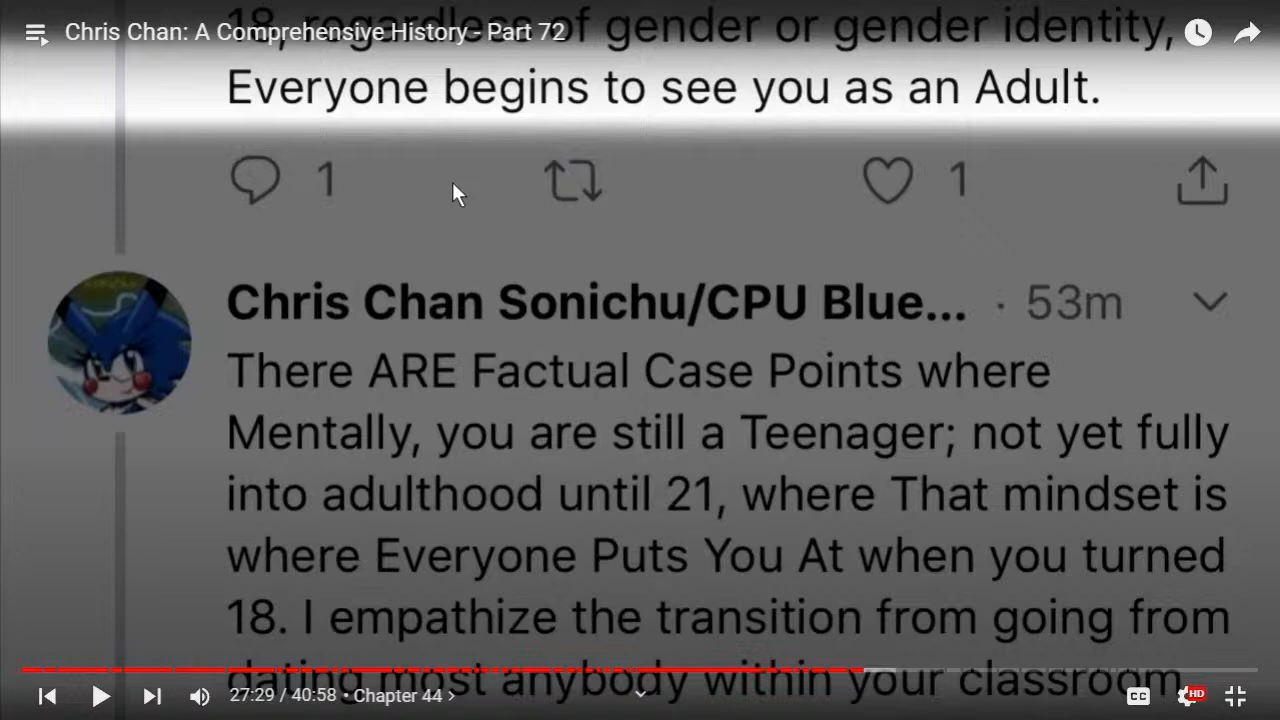 18, regardless of gender or gender identity,
Chris Chan: A Comprehensive History - Part 72
Everyone begins to see you as an Adult.
1
1
Chris Chan Sonichu/CPU Blue... · 53m
There ARE Factual Case Points where
Mentally, you are still a Teenager; not yet fully
into adulthood until 21, where That mindset is
where Everyone Puts You At when you turned
18. I empathize the transition from going from
dating most anybody within your classroom,
27:29 / 40:58 • Chapter 44 >
CC
HD